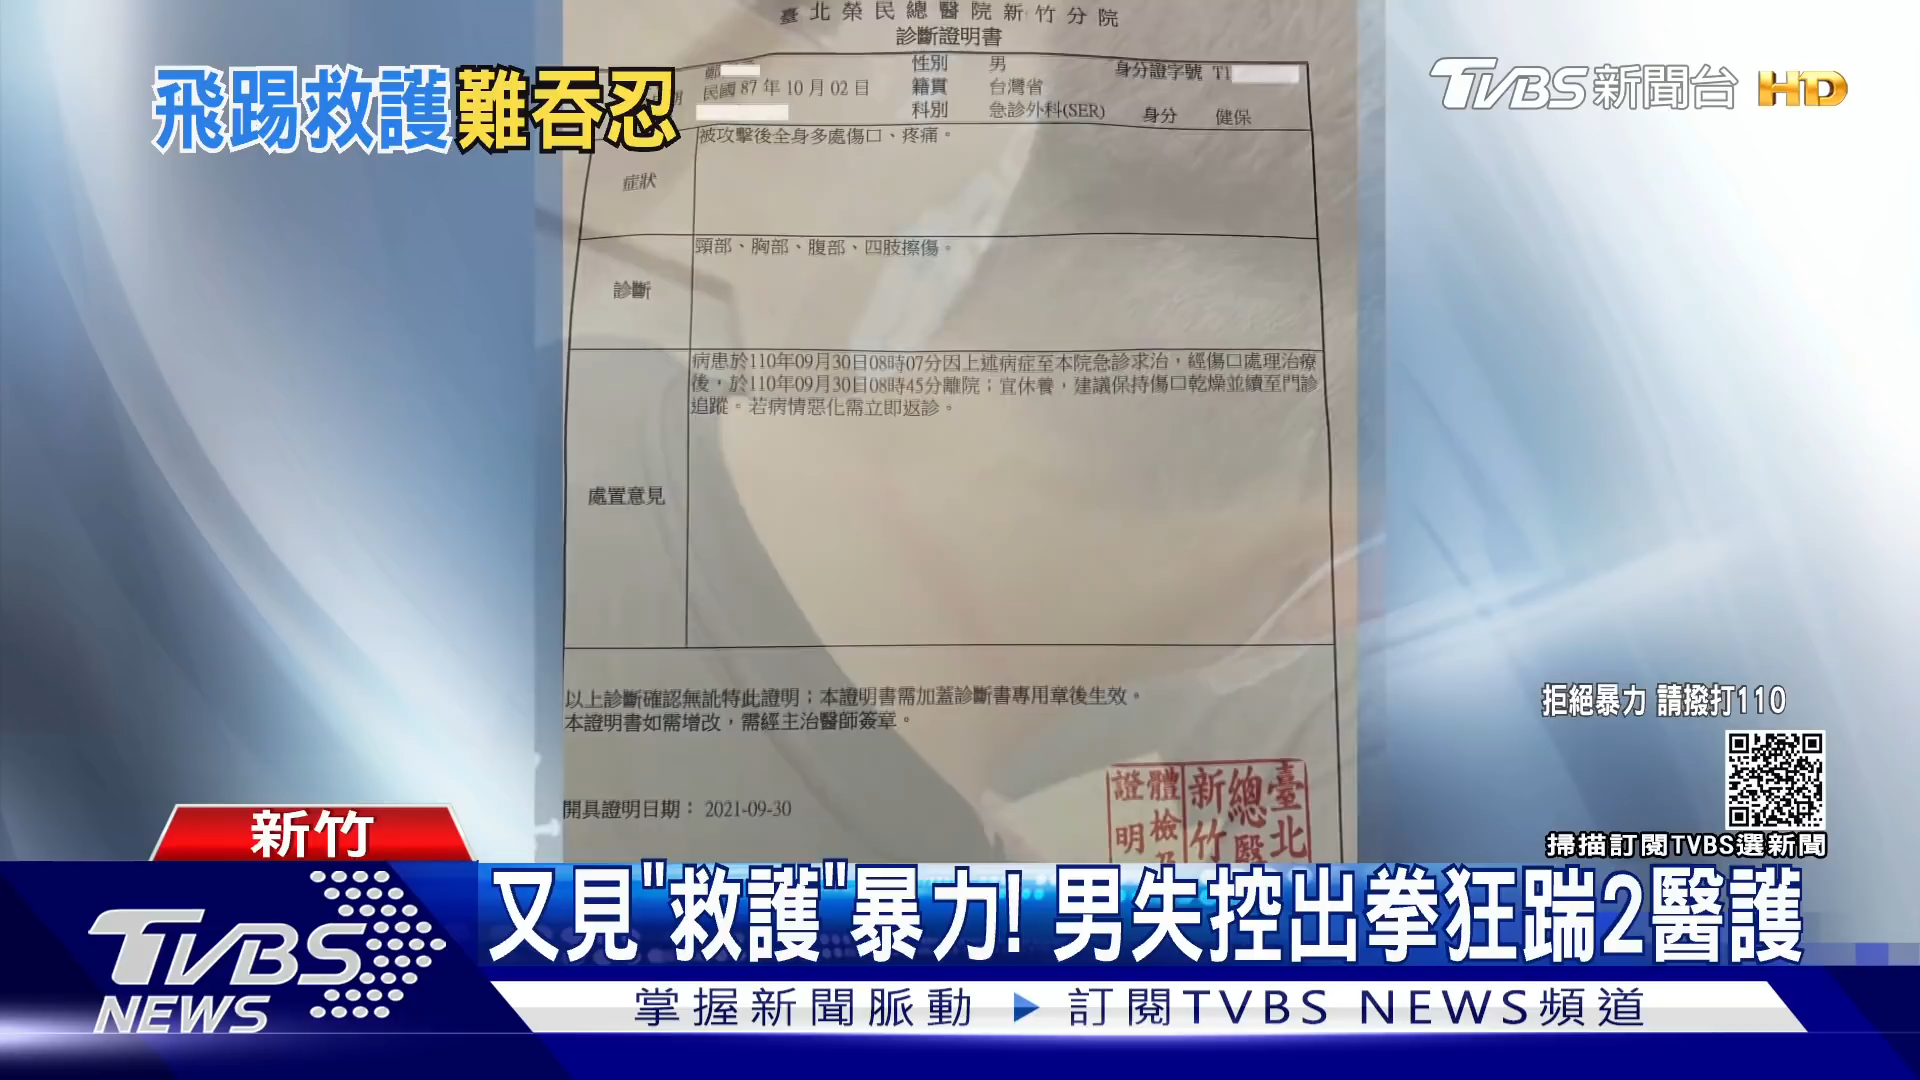 飛踢救護難吞忍
TVBS新聞台 HD
臺北榮民總醫院新竹分院
診斷證明書
鄭 性別 男 身分證字號 T1
期 民國87年10月02日 籍貫 台灣省
科別 急診外科(SER) 身分 健保
症狀 被攻擊後全身多處傷口、疼痛。
診斷 頸部、胸部、腹部、四肢擦傷。
處置意見
病患於110年09月30日08時07分因上述病症至本院急診求治，經傷口處理治療
後，於110年09月30日08時45分離院；宜休養，建議保持傷口乾燥並續至門診
追蹤。若病情惡化需立即返診。
以上診斷確認無訛特此證明；本證明書需加蓋診斷書專用章後生效。
本證明書如需增改，需經主治醫師簽章。
開具證明日期： 2021-09-30
臺北
總醫
新竹
體檢及
證明
拒絕暴力 請撥打110
掃描訂閱TVBS選新聞
新竹
又見"救護"暴力! 男失控出拳狂踹2醫護
TVBS NEWS
掌握新聞脈動 訂閱TVBS NEWS頻道